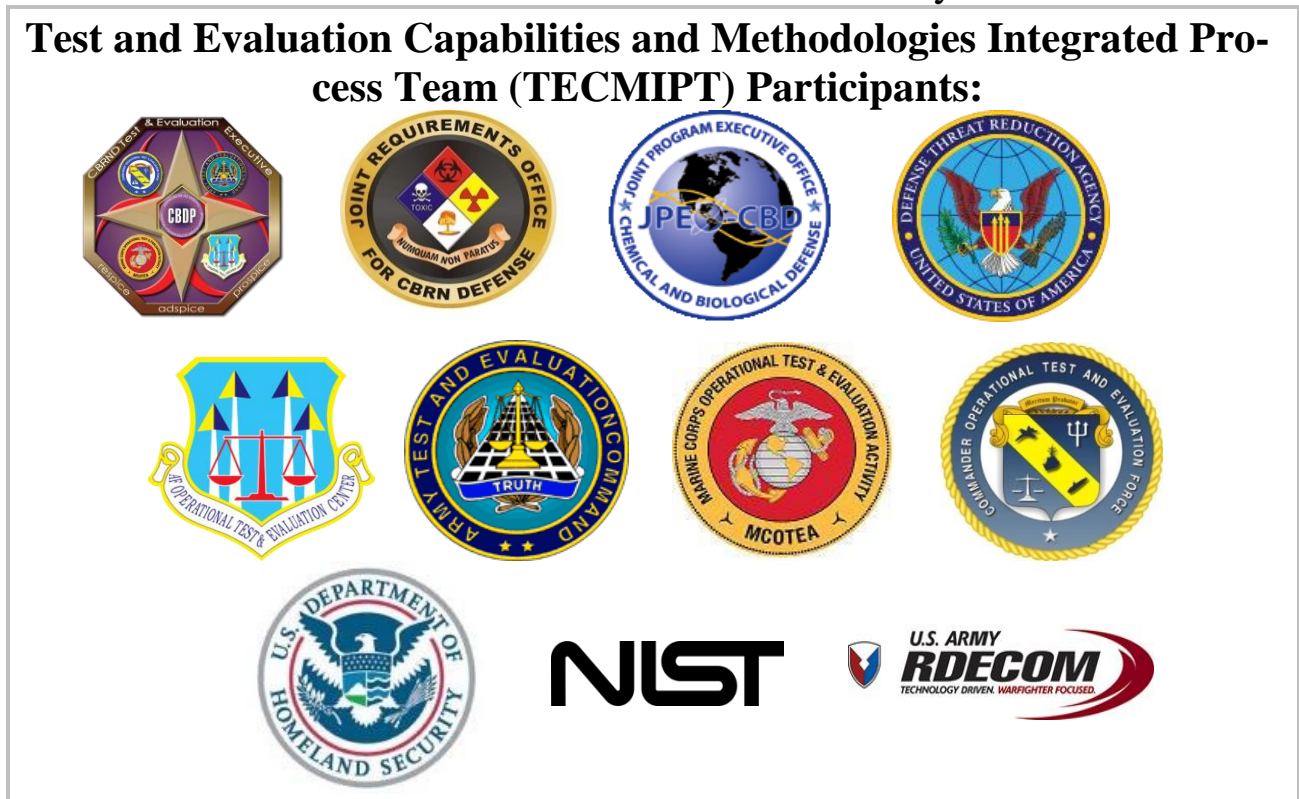 Test and Evaluation Capabilities and Methodologies Integrated Pro-
cess Team (TECMIPT) Participants:
CBRND Test & Evaluation Executive
CBDP
respice adspice prospice
JOINT REQUIREMENTS OFFICE
TOXIC
NUMQUAM NON PARATUS
FOR CBRN DEFENSE
JOINT PROGRAM EXECUTIVE OFFICE
JPEO-CBD
CHEMICAL AND BIOLOGICAL DEFENSE
DEFENSE THREAT REDUCTION AGENCY
UNITED STATES OF AMERICA
AF OPERATIONAL TEST & EVALUATION CENTER
ARMY TEST AND EVALUATION COMMAND
TRUTH
MARINE CORPS OPERATIONAL TEST & EVALUATION ACTIVITY
MCOTEA
COMMANDER OPERATIONAL TEST AND EVALUATION FORCE
U.S. DEPARTMENT OF
HOMELAND SECURITY
NIST
U.S. ARMY
RDECOM
TECHNOLOGY DRIVEN. WARFIGHTER FOCUSED.